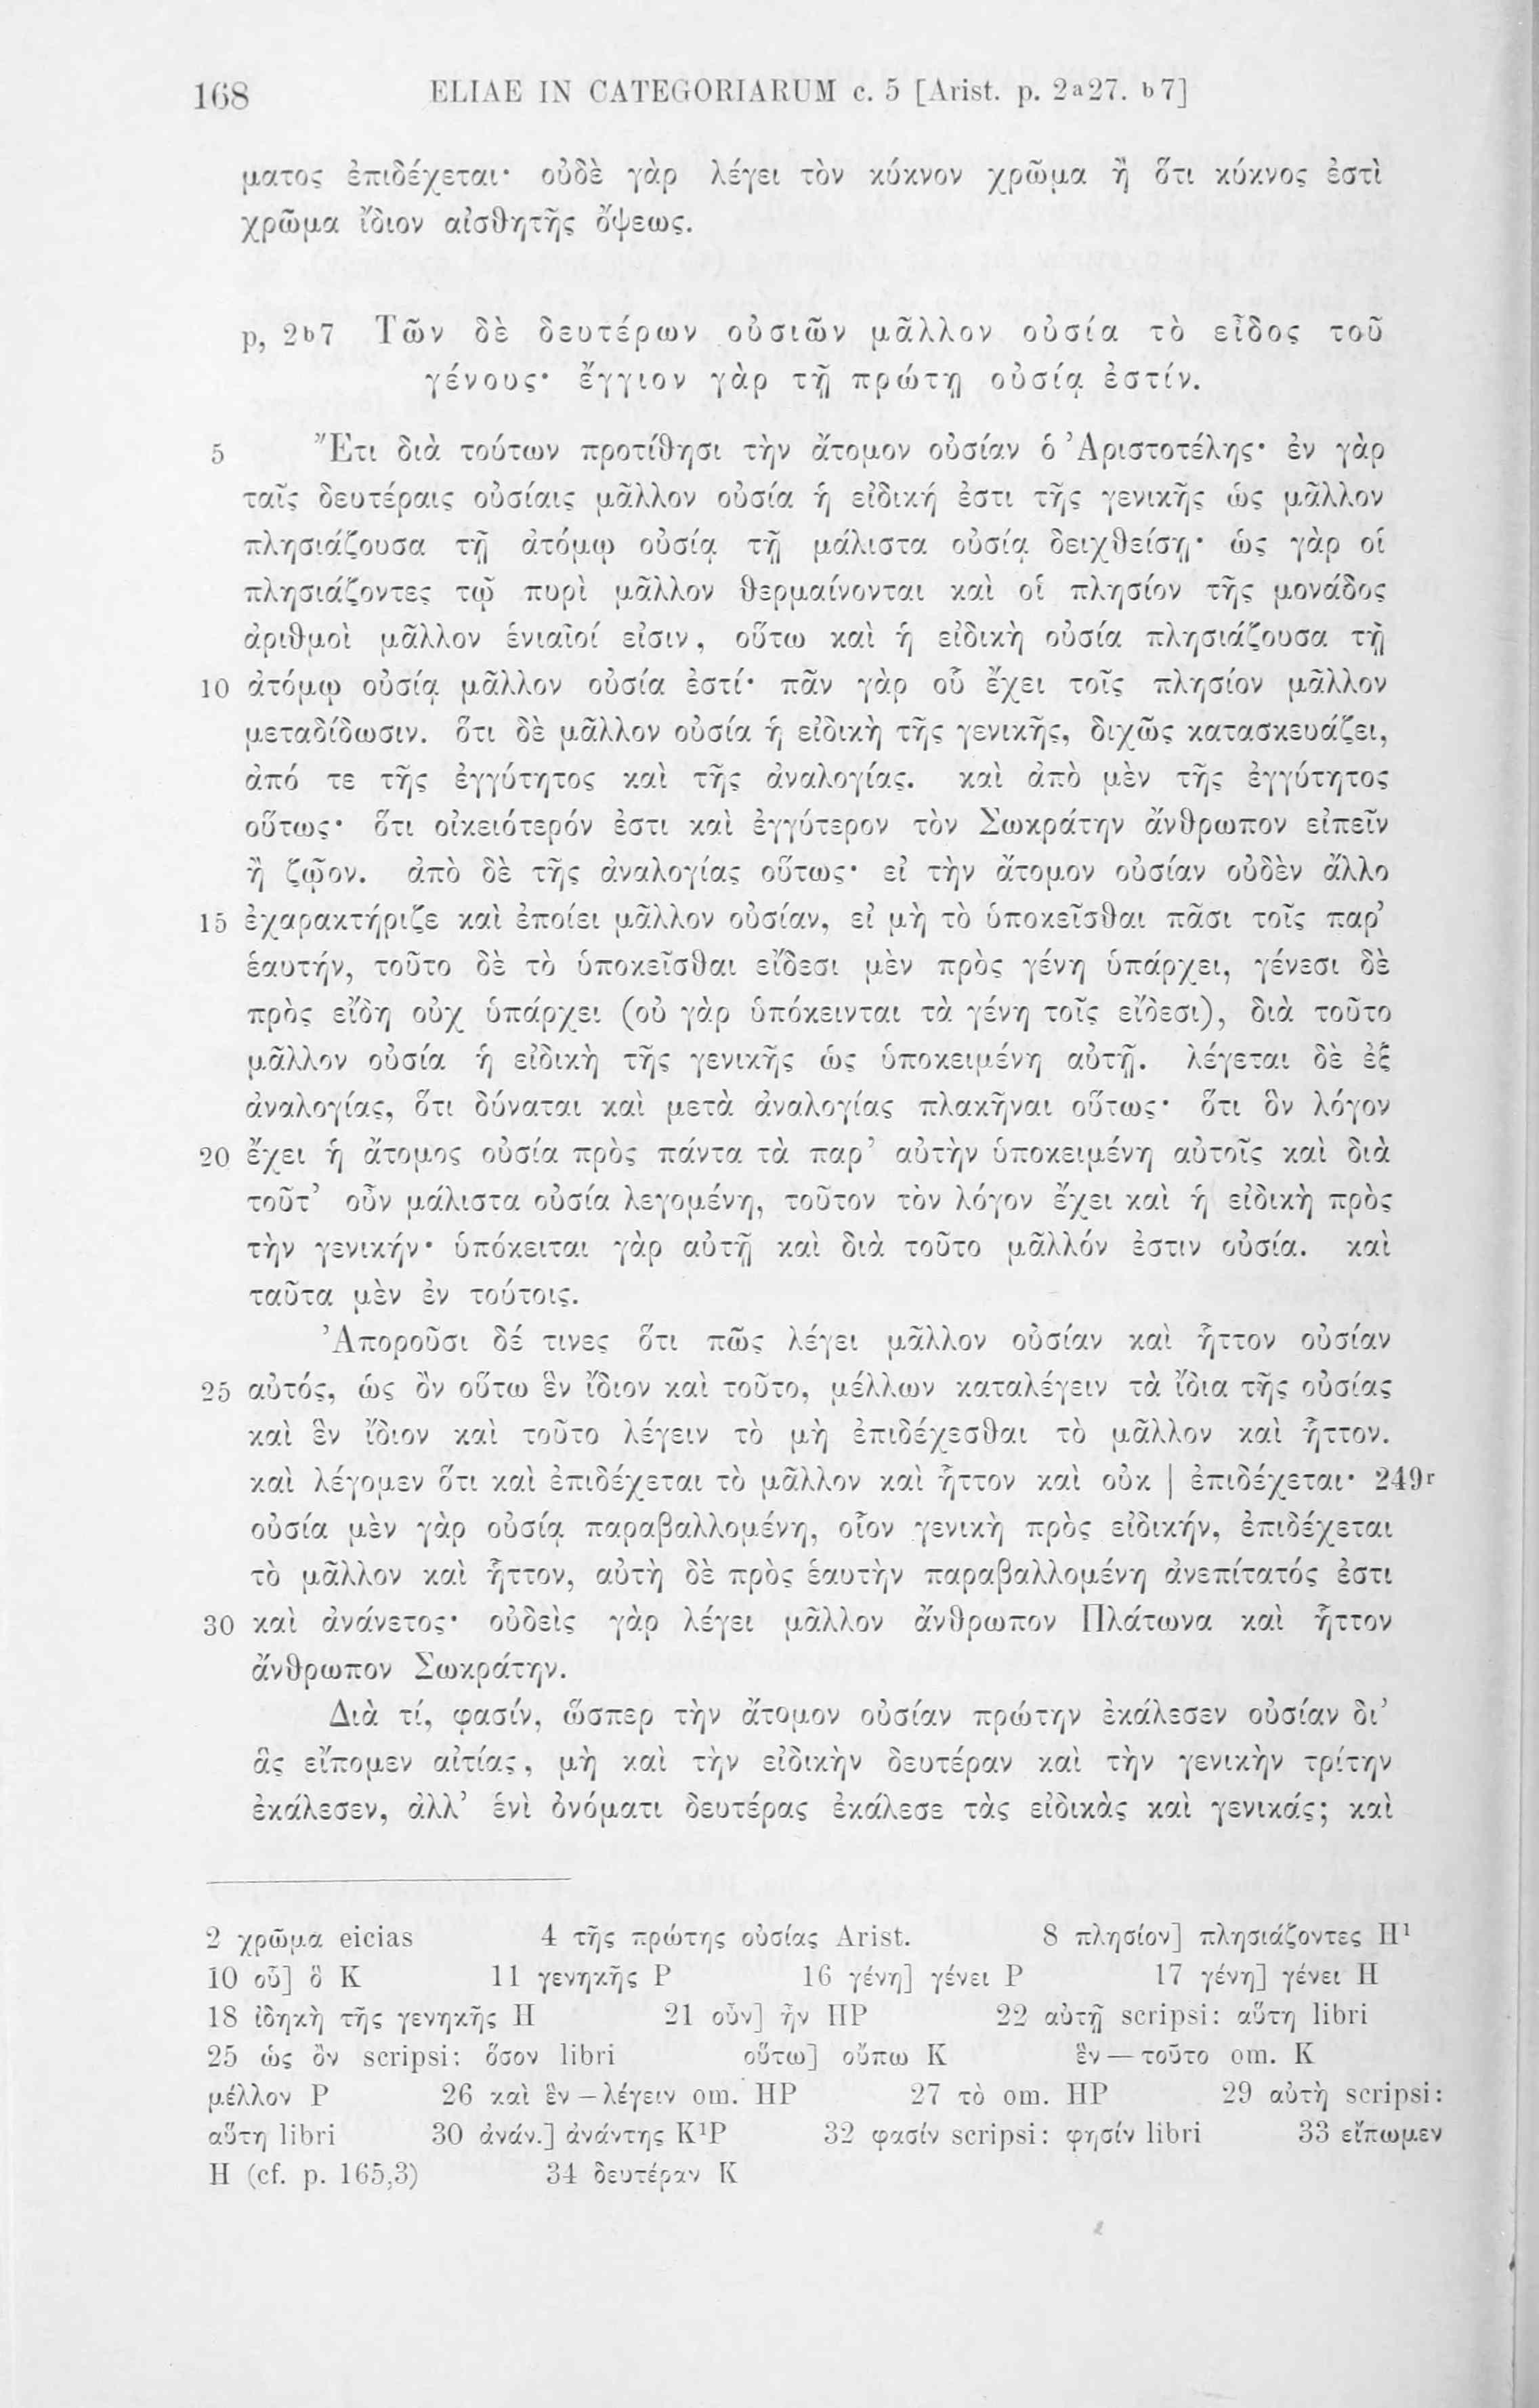 168 ELIAE IN CATEGORIARUM c. 5 [Arist. p. 2a27. b7]
ματος ἐπιδέχεται· οὐδὲ γὰρ λέγει τὸν κύκνον χρῶμα ἢ ὅτι κύκνος ἐστὶ
χρῶμα ἴδιον αἰσθητῆς ὄψεως.
p, 2b7 Τῶν δὲ δευτέρων οὐσιῶν μᾶλλον οὐσία τὸ εἶδος τοῦ
γένους· ἔγγιον γὰρ τῇ πρώτῃ οὐσίᾳ ἐστίν.
5 Ἔτι διὰ τούτων προτίθησι τὴν ἄτομον οὐσίαν ὁ Ἀριστοτέλης· ἐν γὰρ
ταῖς δευτέραις οὐσίαις μᾶλλον οὐσία ἡ εἰδική ἐστι τῆς γενικῆς ὡς μᾶλλον
πλησιάζουσα τῇ ἀτόμῳ οὐσίᾳ τῇ μάλιστα οὐσίᾳ δειχθείσῃ· ὡς γὰρ οἱ
πλησιάζοντες τῷ πυρὶ μᾶλλον θερμαίνονται καὶ οἱ πλησίον τῆς μονάδος
ἀριθμοὶ μᾶλλον ἑνιαῖοί εἰσιν, οὕτω καὶ ἡ εἰδικὴ οὐσία πλησιάζουσα τῇ
10 ἀτόμῳ οὐσίᾳ μᾶλλον οὐσία ἐστί· πᾶν γὰρ οὗ ἔχει τοῖς πλησίον μᾶλλον
μεταδίδωσιν. ὅτι δὲ μᾶλλον οὐσία ἡ εἰδικὴ τῆς γενικῆς, διχῶς κατασκευάζει,
ἀπό τε τῆς ἐγγύτητος καὶ τῆς ἀναλογίας. καὶ ἀπὸ μὲν τῆς ἐγγύτητος
οὕτως· ὅτι οἰκειότερόν ἐστι καὶ ἐγγύτερον τὸν Σωκράτην ἄνθρωπον εἰπεῖν
ἢ ζῷον. ἀπὸ δὲ τῆς ἀναλογίας οὕτως· εἰ τὴν ἄτομον οὐσίαν οὐδὲν ἄλλο
15 ἐχαρακτήριζε καὶ ἐποίει μᾶλλον οὐσίαν, εἰ μὴ τὸ ὑποκεῖσθαι πᾶσι τοῖς παρ’
ἑαυτήν, τοῦτο δὲ τὸ ὑποκεῖσθαι εἴδεσι μὲν πρὸς γένη ὑπάρχει, γένεσι δὲ
πρὸς εἴδη οὐχ ὑπάρχει (οὐ γὰρ ὑπόκεινται τὰ γένη τοῖς εἴδεσι), διὰ τοῦτο
μᾶλλον οὐσία ἡ εἰδικὴ τῆς γενικῆς ὡς ὑποκειμένη αὐτῇ. λέγεται δὲ ἐξ
ἀναλογίας, ὅτι δύναται καὶ μετὰ ἀναλογίας πλακῆναι οὕτως· ὅτι ὃν λόγον
20 ἔχει ἡ ἄτομος οὐσία πρὸς πάντα τὰ παρ’ αὐτὴν ὑποκειμένη αὐτοῖς καὶ διὰ
τοῦτ’ οὖν μάλιστα οὐσία λεγομένη, τοῦτον τὸν λόγον ἔχει καὶ ἡ εἰδικὴ πρὸς
τὴν γενικήν· ὑπόκειται γὰρ αὐτῇ καὶ διὰ τοῦτο μᾶλλόν ἐστιν οὐσία. καὶ
ταῦτα μὲν ἐν τούτοις.
Ἀποροῦσι δέ τινες ὅτι πῶς λέγει μᾶλλον οὐσίαν καὶ ἧττον οὐσίαν
25 αὐτός, ὡς ὂν οὕτω ἓν ἴδιον καὶ τοῦτο, μέλλων καταλέγειν τὰ ἴδια τῆς οὐσίας
καὶ ἓν ἴδιον καὶ τοῦτο λέγειν τὸ μὴ ἐπιδέχεσθαι τὸ μᾶλλον καὶ ἧττον.
καὶ λέγομεν ὅτι καὶ ἐπιδέχεται τὸ μᾶλλον καὶ ἧττον καὶ οὐκ | ἐπιδέχεται· 249r
οὐσία μὲν γὰρ οὐσίᾳ παραβαλλομένη, οἷον γενικὴ πρὸς εἰδικήν, ἐπιδέχεται
τὸ μᾶλλον καὶ ἧττον, αὐτὴ δὲ πρὸς ἑαυτὴν παραβαλλομένη ἀνεπίτατός ἐστι
30 καὶ ἀνάνετος· οὐδεὶς γὰρ λέγει μᾶλλον ἄνθρωπον Πλάτωνα καὶ ἧττον
ἄνθρωπον Σωκράτην.
Διὰ τί, φασίν, ὥσπερ τὴν ἄτομον οὐσίαν πρώτην ἐκάλεσεν οὐσίαν δι’
ἃς εἴπομεν αἰτίας, μὴ καὶ τὴν εἰδικὴν δευτέραν καὶ τὴν γενικὴν τρίτην
ἐκάλεσεν, ἀλλ’ ἑνὶ ὀνόματι δευτέρας ἐκάλεσε τὰς εἰδικὰς καὶ γενικάς; καὶ
2 χρῶμα eicias 4 τῆς πρώτης οὐσίας Arist. 8 πλησίον] πλησιάζοντες H1
10 οὗ] ὃ K 11 γενηκῆς P 16 γένη] γένει P 17 γένη] γένει H
18 ἰδηκὴ τῆς γενηκῆς H 21 οὖν] ἦν HP 22 αὐτῇ scripsi: αὕτη libri
25 ὡς ὂν scripsi: ὅσον libri οὕτω] οὔπω K ἓν — τοῦτο om. K
μέλλον P 26 καὶ ἓν – λέγειν om. HP 27 τὸ om. HP 29 αὐτὴ scripsi:
αὕτη libri 30 ἀνάν.] ἀνάντης K1P 32 φασίν scripsi: φησίν libri 33 εἴπωμεν
H (cf. p. 165,3) 34 δευτέραν K